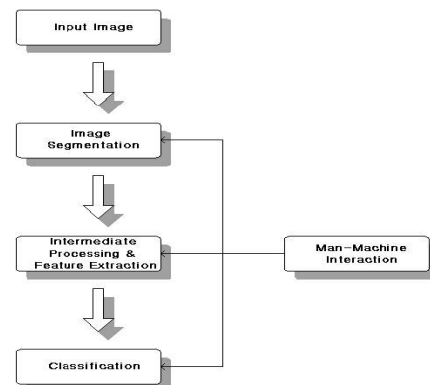 Input Image
Image
Segmentation
Intermediate
Processing &
Feature Extraction
Man-Machine
Interaction
Classification